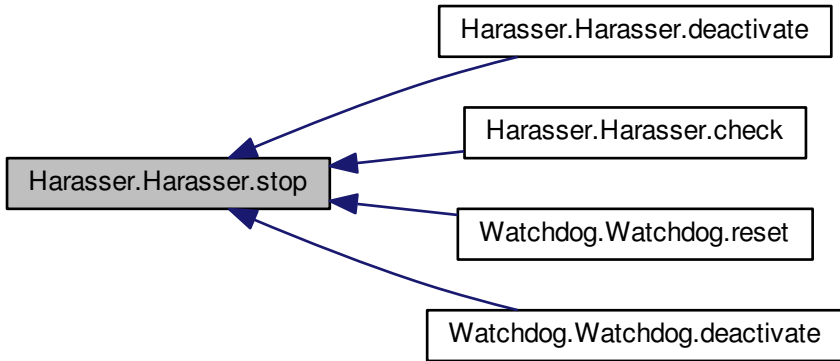 Harasser.Harasser.deactivate
Harasser.Harasser.check
Harasser.Harasser.stop
Watchdog.Watchdog.reset
Watchdog.Watchdog.deactivate